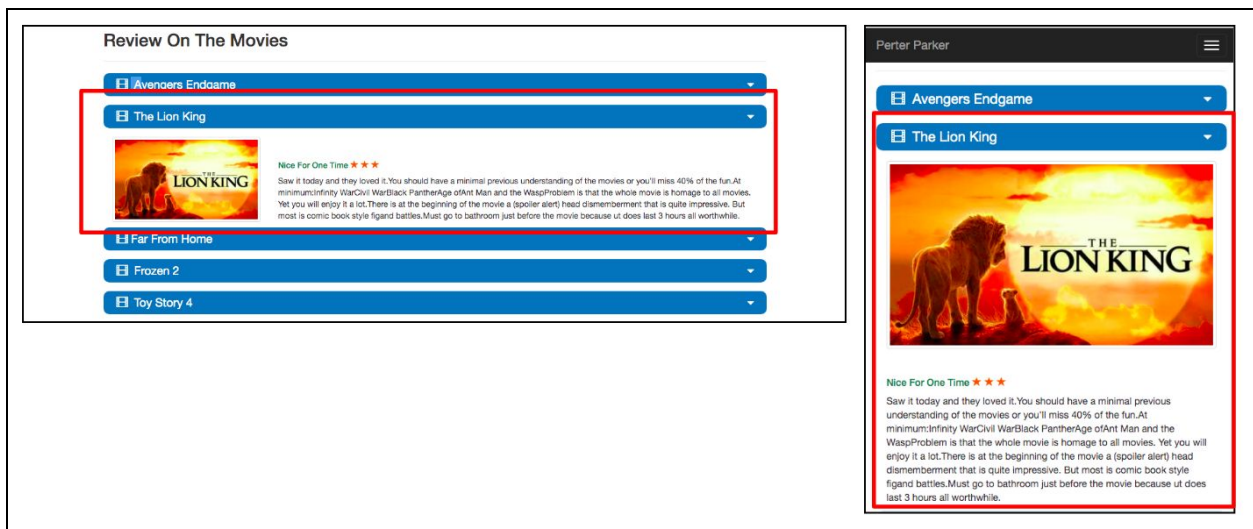 Review On The Movies
Avengers Endgame
The Lion King
THE
LION KING
Nice For One Time
Saw it today and they loved it.You should have a minimal previous understanding of the movies or you'll miss 40% of the fun.At
minimum:Infinity WarCivil WarBlack PantherAge ofAnt Man and the WaspProblem is that the whole movie is homage to all movies.
Yet you will enjoy it a lot.There is at the beginning of the movie a (spoiler alert) head dismemberment that is quite impressive. But
most is comic book style figand battles.Must go to bathroom just before the movie because ut does last 3 hours all worthwhile.
Far From Home
Frozen 2
Toy Story 4
Perter Parker
Avengers Endgame
The Lion King
THE
LION KING
Nice For One Time
Saw it today and they loved it.You should have a minimal previous
understanding of the movies or you'll miss 40% of the fun.At
minimum:Infinity WarCivil WarBlack PantherAge ofAnt Man and the
WaspProblem is that the whole movie is homage to all movies. Yet you will
enjoy it a lot.There is at the beginning of the movie a (spoiler alert) head
dismemberment that is quite impressive. But most is comic book style
figand battles.Must go to bathroom just before the movie because ut does
last 3 hours all worthwhile.